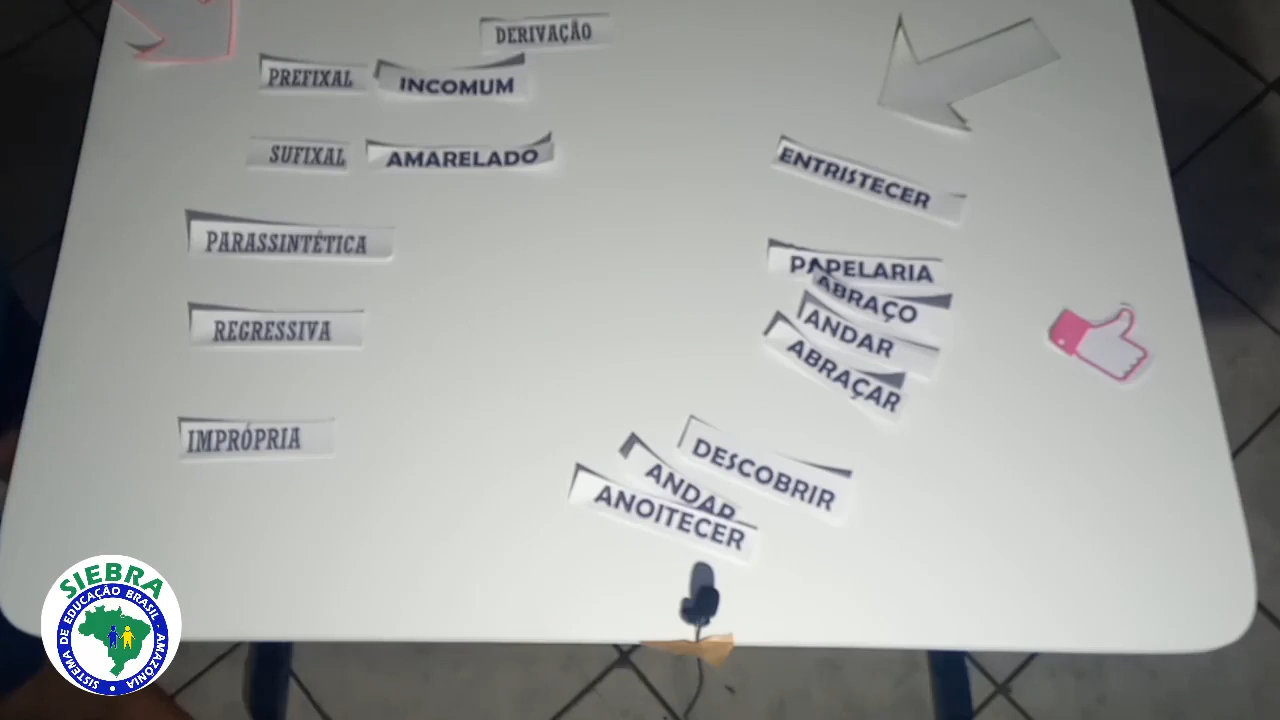 DERIVAÇÃO
PREFIXAL INCOMUM
SUFIXAL AMARELADO
ENTRISTECER
PARASSINTÉTICA
PAPELARIA
ABRAÇO
REGRESSIVA
ANDAR
ABRAÇAR
IMPRÓPRIA
DESCOBRIR
ANDAR
ANOITECER
SIEBRA
SISTEMA DE EDUCAÇÃO BRASIL - AMAZÔNIA